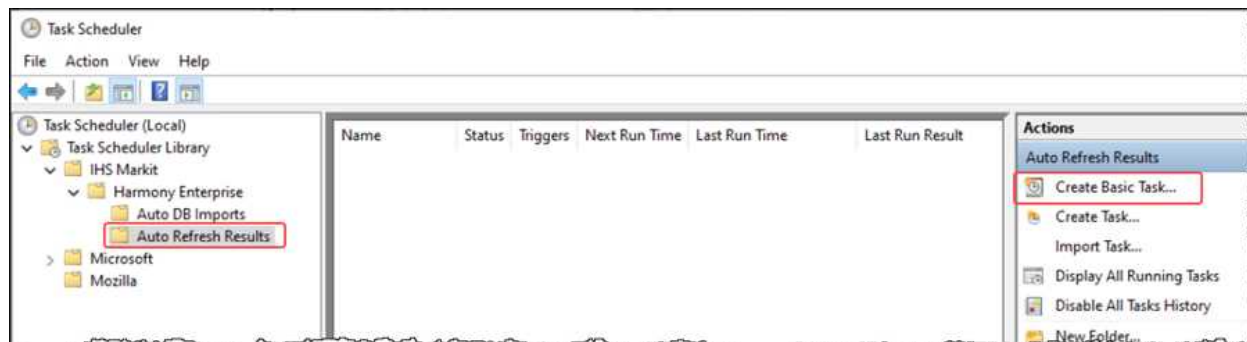 Task Scheduler
File Action View Help
Task Scheduler (Local)
Task Scheduler Library
IHS Markit
Harmony Enterprise
Auto DB Imports
Auto Refresh Results
Microsoft
Mozilla
Name Status Triggers Next Run Time Last Run Time Last Run Result
Actions
Auto Refresh Results
Create Basic Task...
Create Task...
Import Task...
Display All Running Tasks
Disable All Tasks History
New Folder...